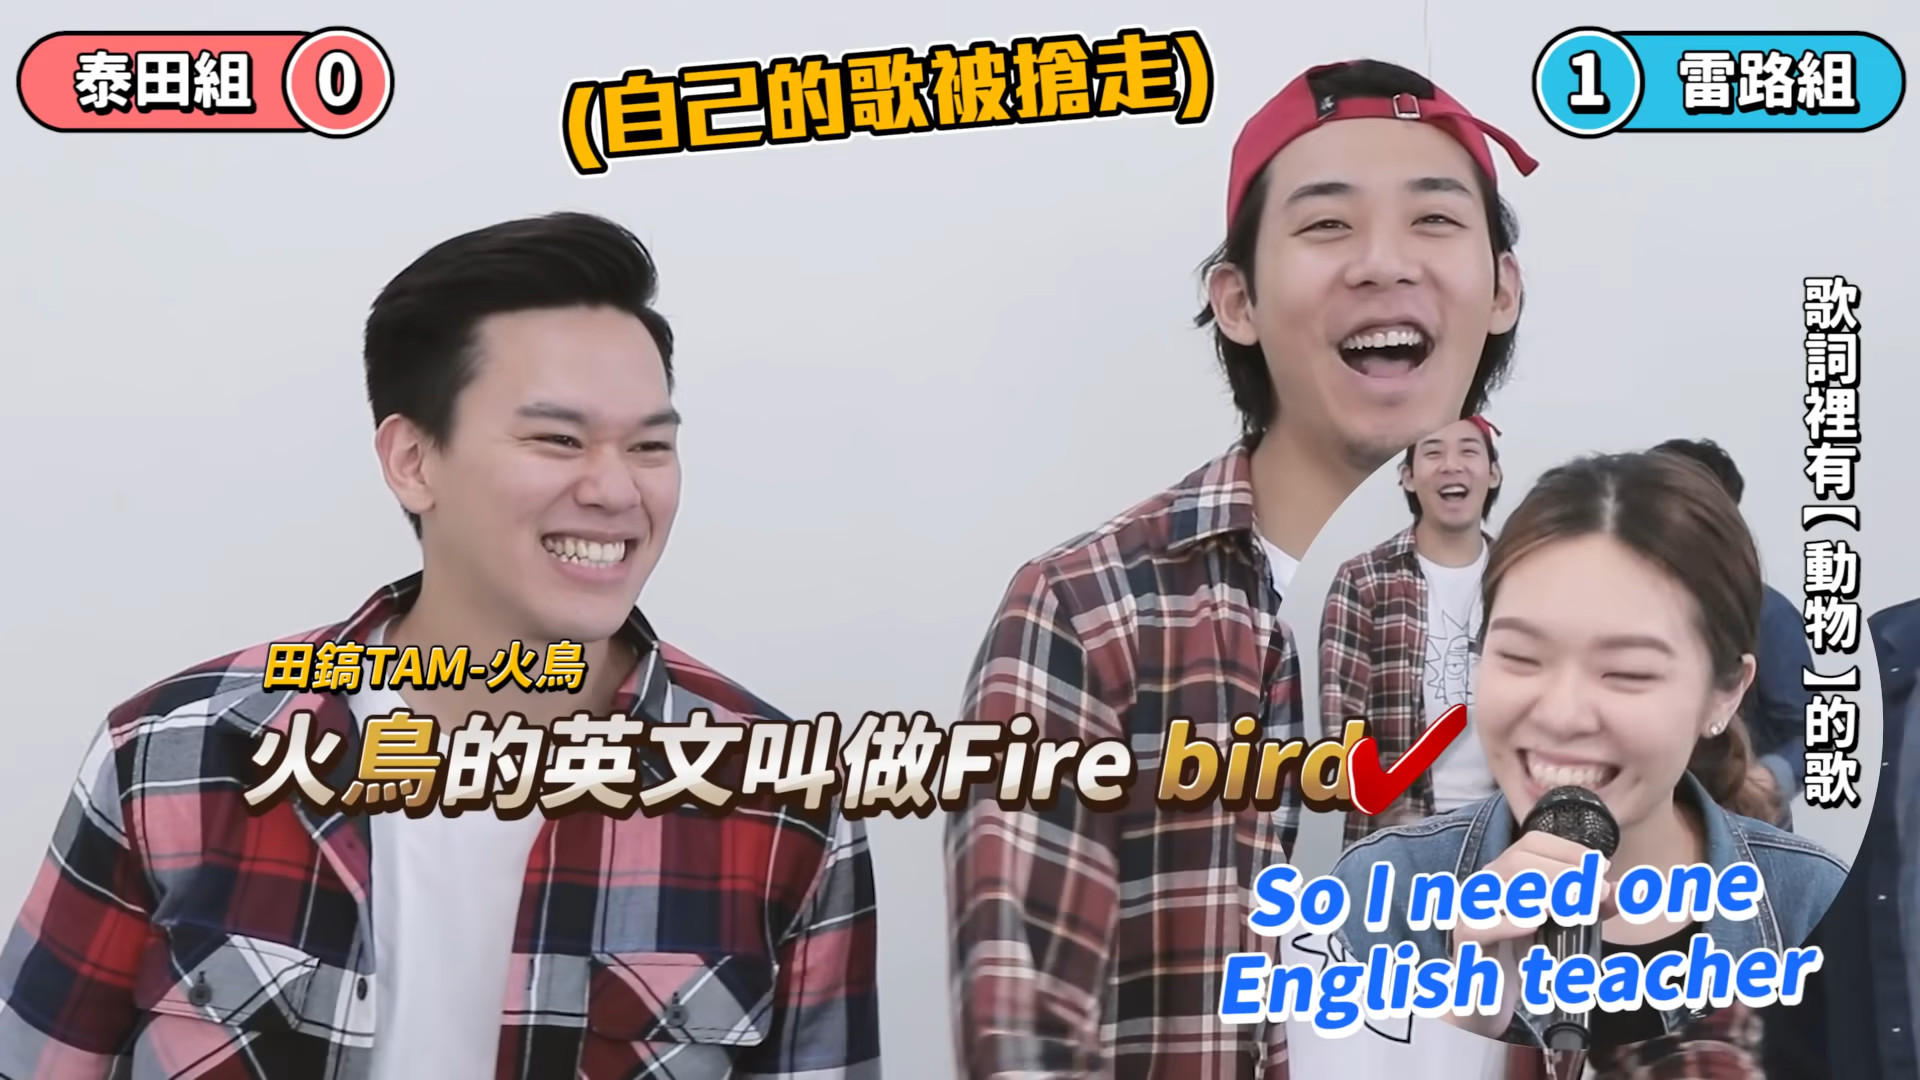 泰田組 0
(自己的歌被搶走)
1 雷路組
歌詞裡有【動物】的歌
田鎬TAM-火鳥
火鳥的英文叫做Fire bird
So I need one
English teacher